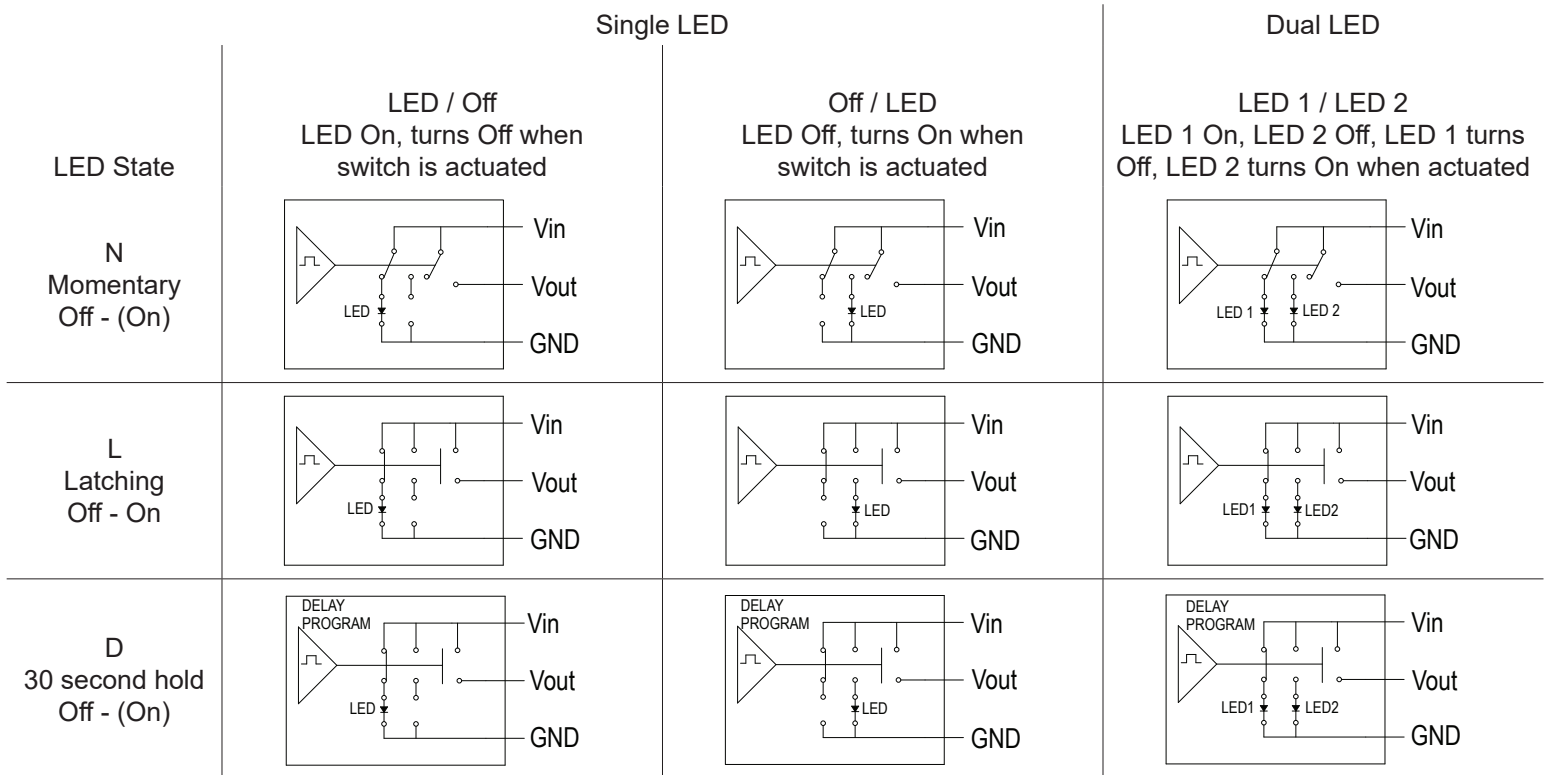 Single LED
Dual LED
LED State
LED / Off
LED On, turns Off when
switch is actuated
Off / LED
LED Off, turns On when
switch is actuated
LED 1 / LED 2
LED 1 On, LED 2 Off, LED 1 turns
Off, LED 2 turns On when actuated
N
Momentary
Off - (On)
Vin
Vout
LED
GND
Vin
Vout
LED
GND
Vin
Vout
LED 1
LED 2
GND
L
Latching
Off - On
Vin
Vout
LED
GND
Vin
Vout
LED
GND
Vin
Vout
LED1
LED2
GND
D
30 second hold
Off - (On)
DELAY
PROGRAM
Vin
Vout
LED
GND
DELAY
PROGRAM
Vin
Vout
LED
GND
DELAY
PROGRAM
Vin
Vout
LED1
LED2
GND